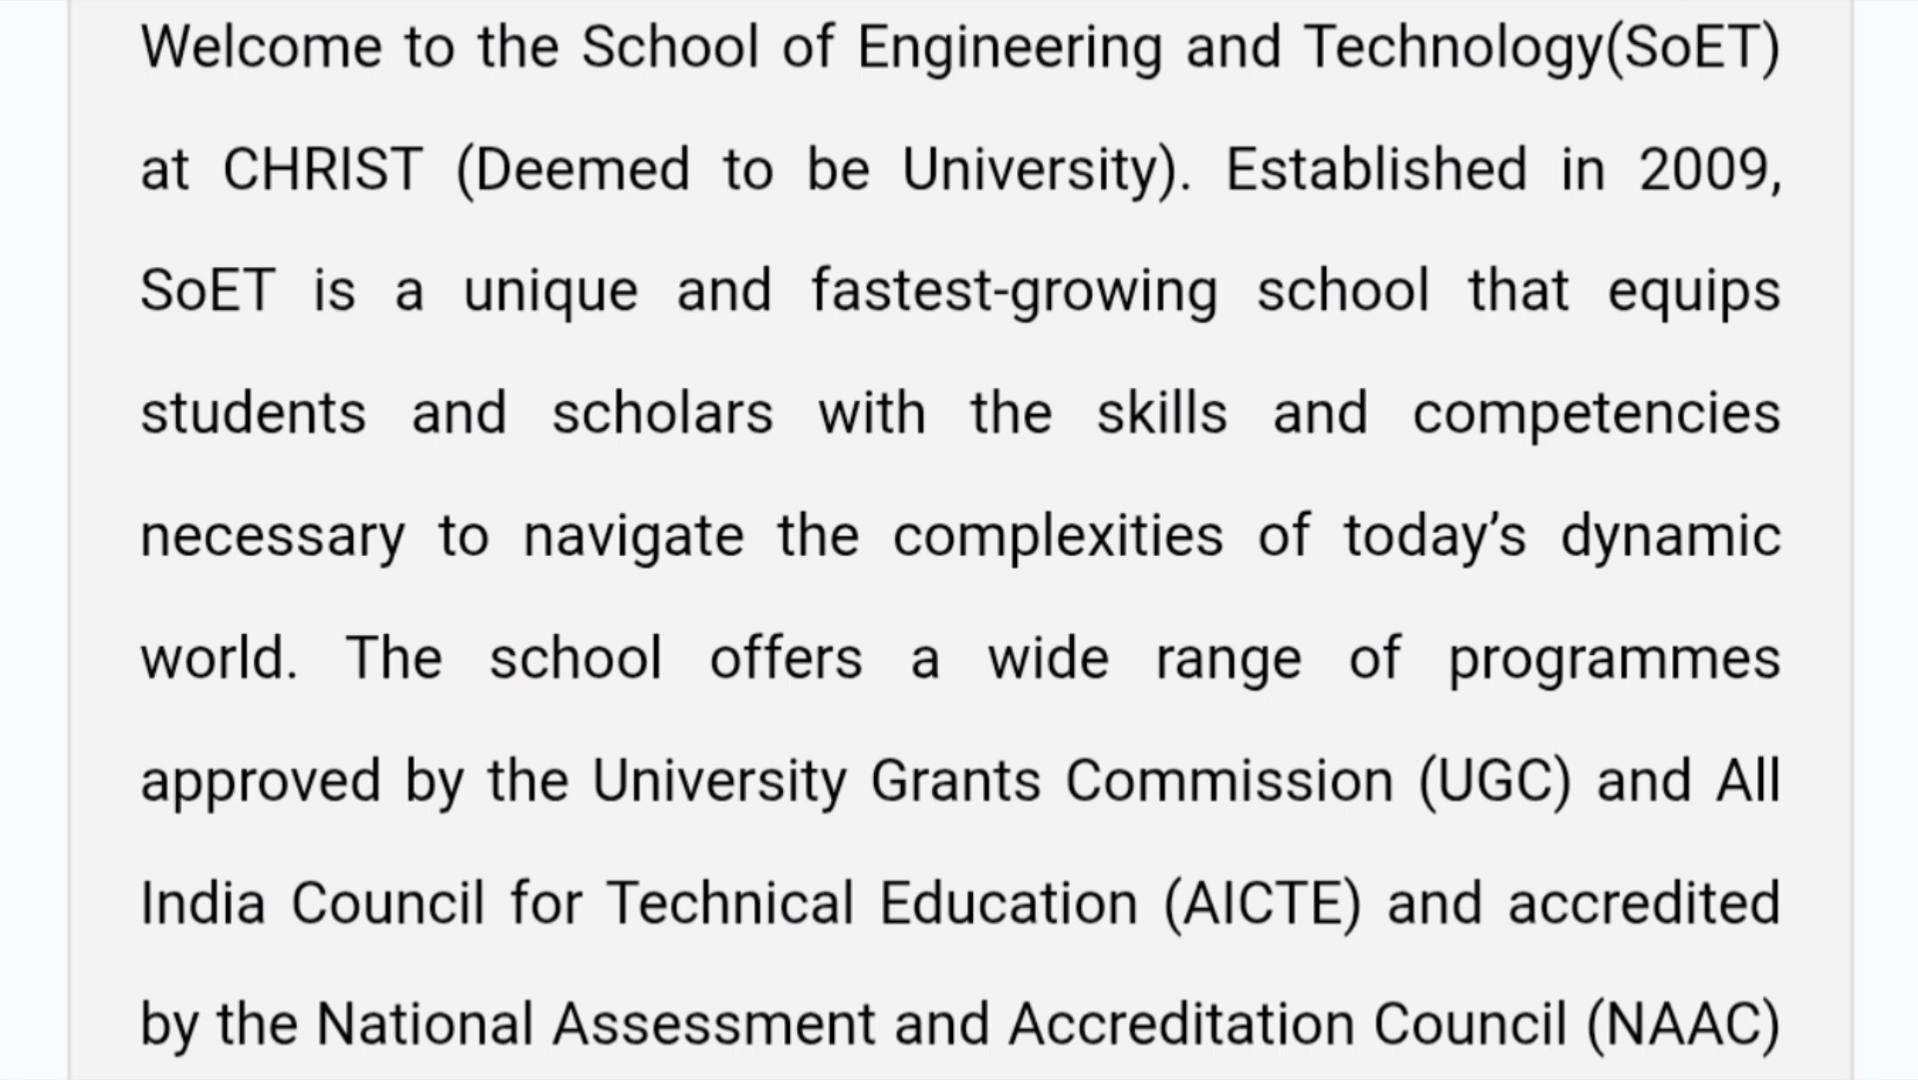 Welcome to the School of Engineering and Technology(SoET)
at CHRIST (Deemed to be University). Established in 2009,
SoET is a unique and fastest-growing school that equips
students and scholars with the skills and competencies
necessary to navigate the complexities of today’s dynamic
world. The school offers a wide range of programmes
approved by the University Grants Commission (UGC) and All
India Council for Technical Education (AICTE) and accredited
by the National Assessment and Accreditation Council (NAAC)